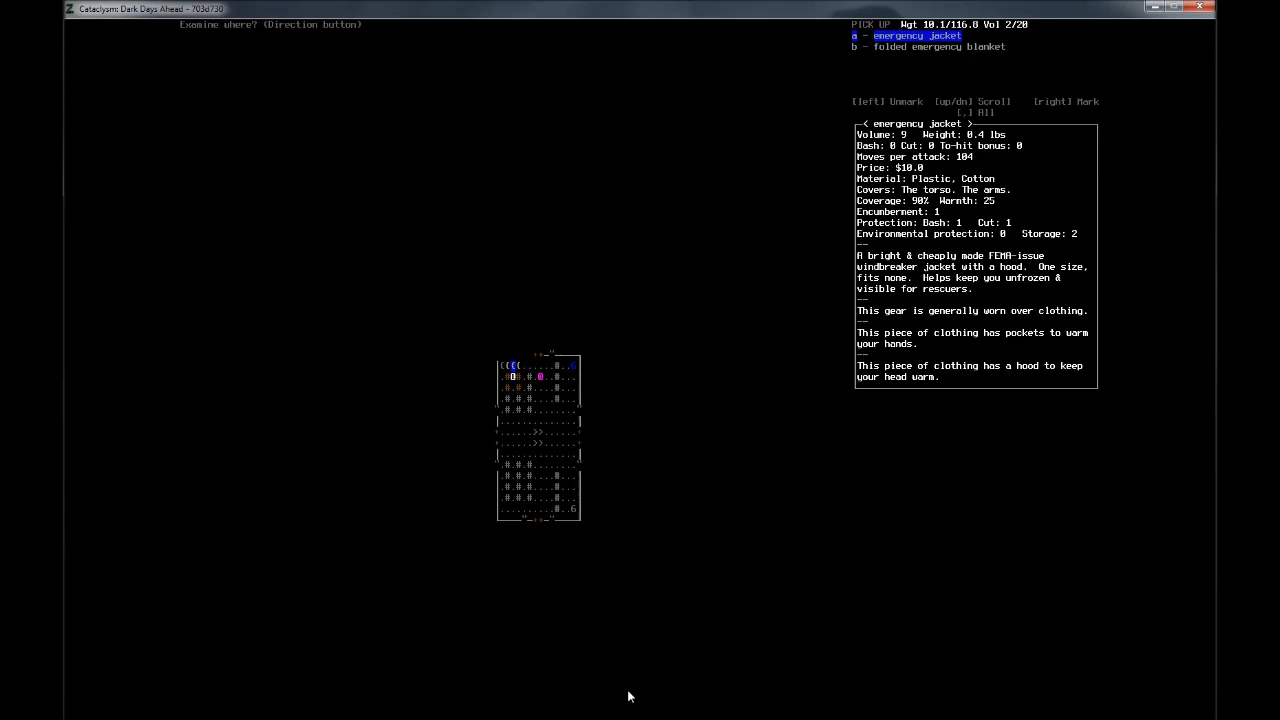 Cataclysm: Dark Days Ahead - 703d730
Examine where? (Direction button)
PICK UP Wgt 10.1/116.8 Vol 2/20
a - emergency jacket
b - folded emergency blanket
[left] Unmark [up/dn] Scroll [right] Mark
[,] All
< emergency jacket >
Volume: 9 Weight: 0.4 lbs
Bash: 0 Cut: 0 To-hit bonus: 0
Moves per attack: 104
Price: $10.0
Material: Plastic, Cotton
Covers: The torso. The arms.
Coverage: 90% Warmth: 25
Encumberment: 1
Protection: Bash: 1 Cut: 1
Environmental protection: 0 Storage: 2
--
A bright & cheaply made FEMA-issue
windbreaker jacket with a hood. One size,
fits none. Helps keep you unfrozen &
visible for rescuers.
--
This gear is generally worn over clothing.
--
This piece of clothing has pockets to warm
your hands.
--
This piece of clothing has a hood to keep
your head warm.